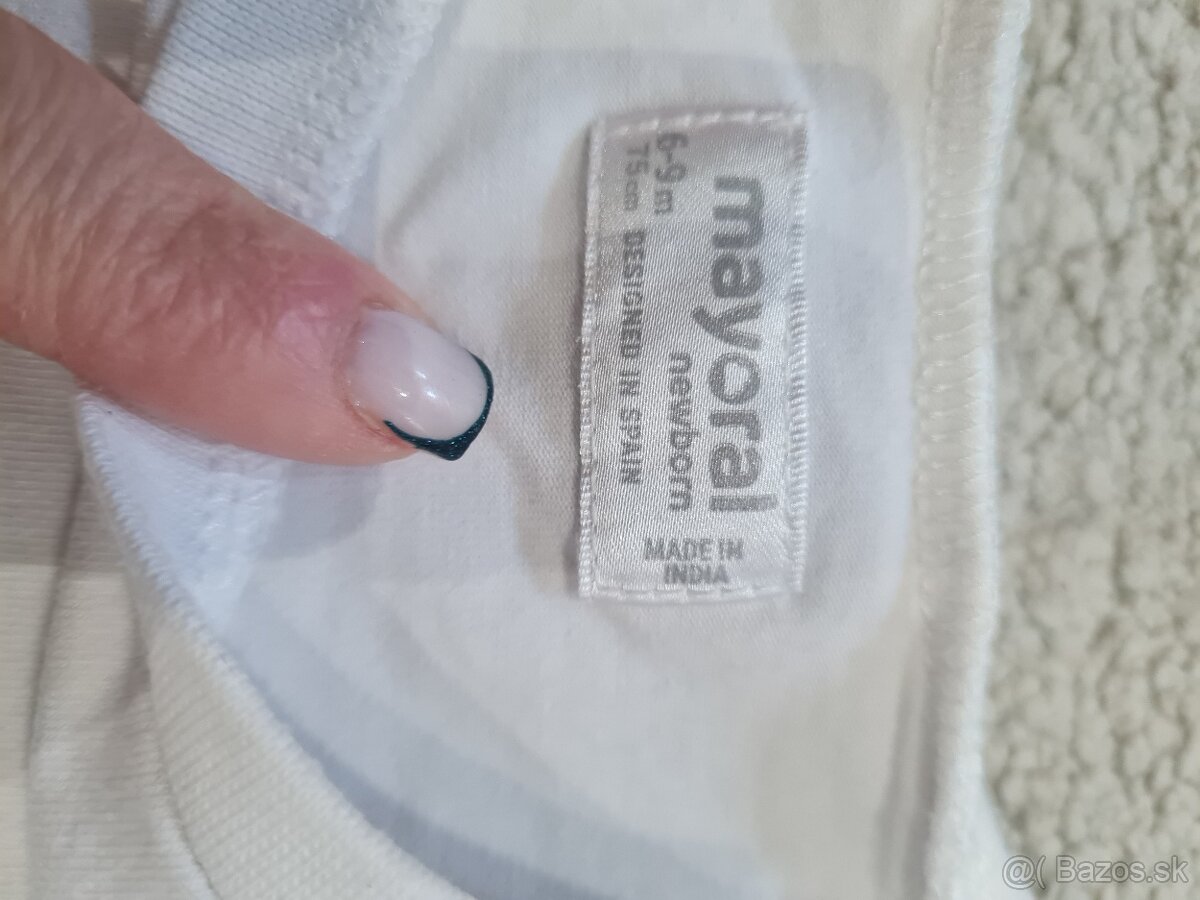 mayoral
newborn
6-9 m
75 cm DESIGNED IN SPAIN
MADE IN
INDIA
@( Bazos.sk